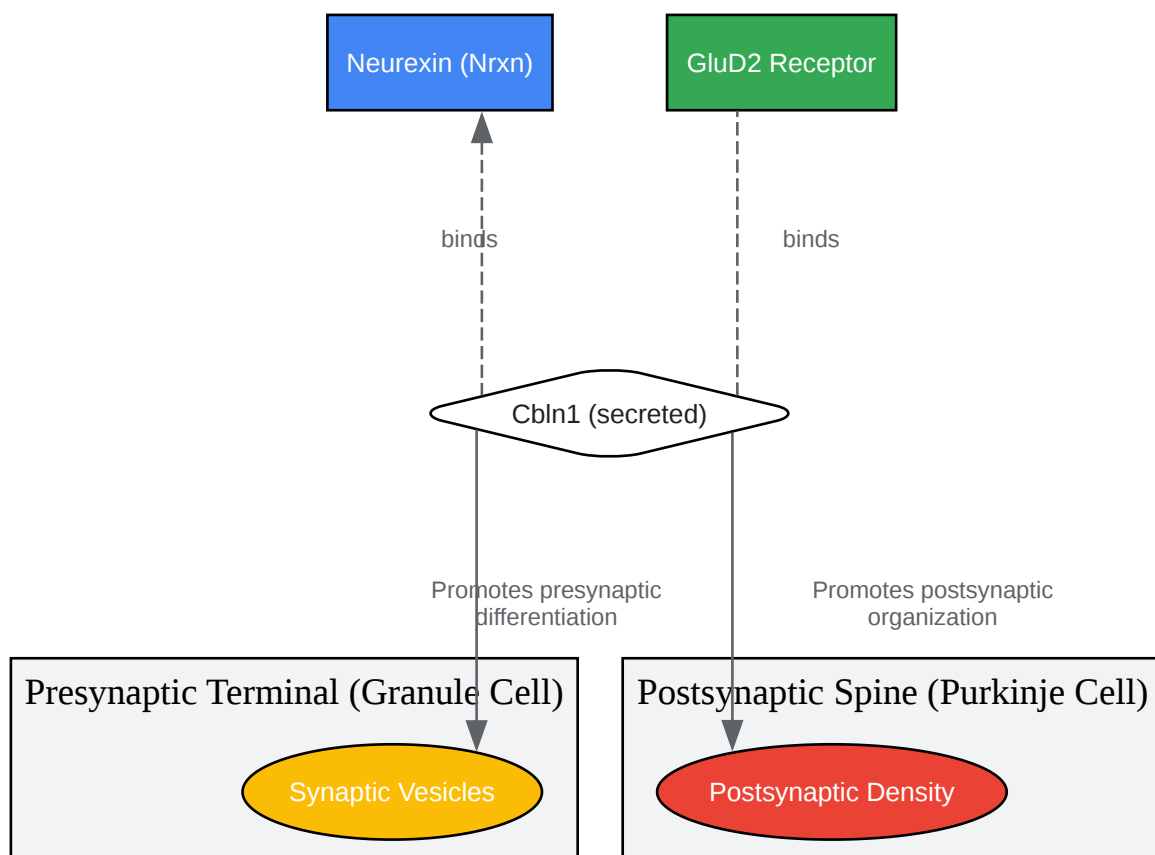 Neurexin (Nrxn)
GluD2 Receptor
binds
binds
Cbln1 (secreted)
Promotes presynaptic
differentiation
Promotes postsynaptic
organization
Presynaptic Terminal (Granule Cell)
Postsynaptic Spine (Purkinje Cell)
Synaptic Vesicles
Postsynaptic Density